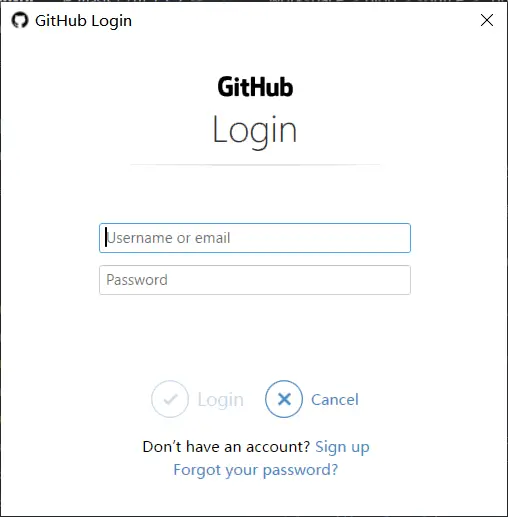 GitHub Login
GitHub
Login
Username or email
Password
Login Cancel
Don't have an account? Sign up
Forgot your password?